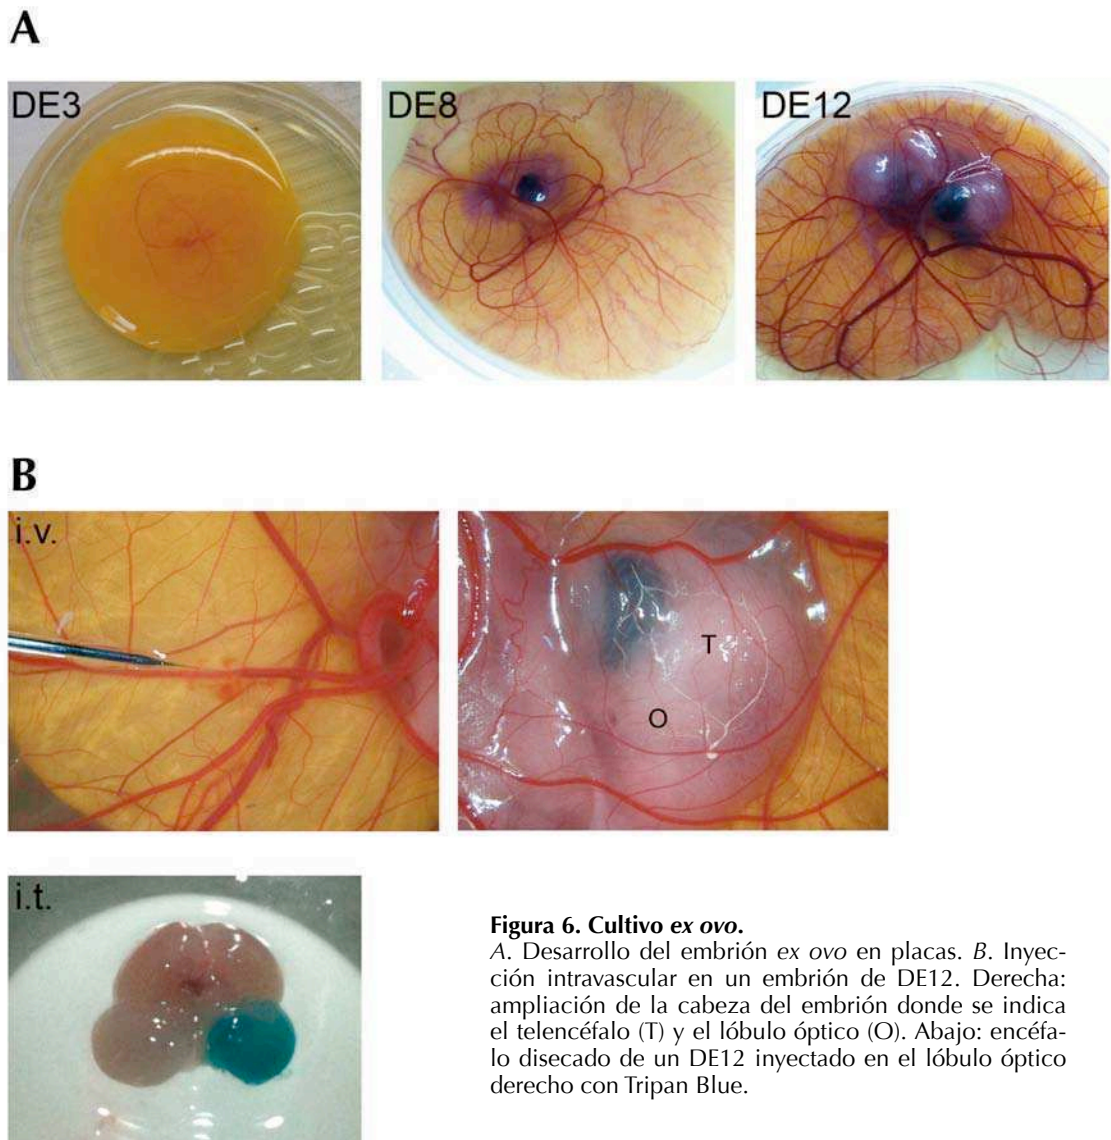 A
DE3
DE8
DE12
B
i.v.
T
O
i.t.
Figura 6. Cultivo ex ovo.
A. Desarrollo del embrión ex ovo en placas. B. Inyec-
ción intravascular en un embrión de DE12. Derecha:
ampliación de la cabeza del embrión donde se indica
el telencéfalo (T) y el lóbulo óptico (O). Abajo: encéfa-
lo disecado de un DE12 inyectado en el lóbulo óptico
derecho con Tripan Blue.